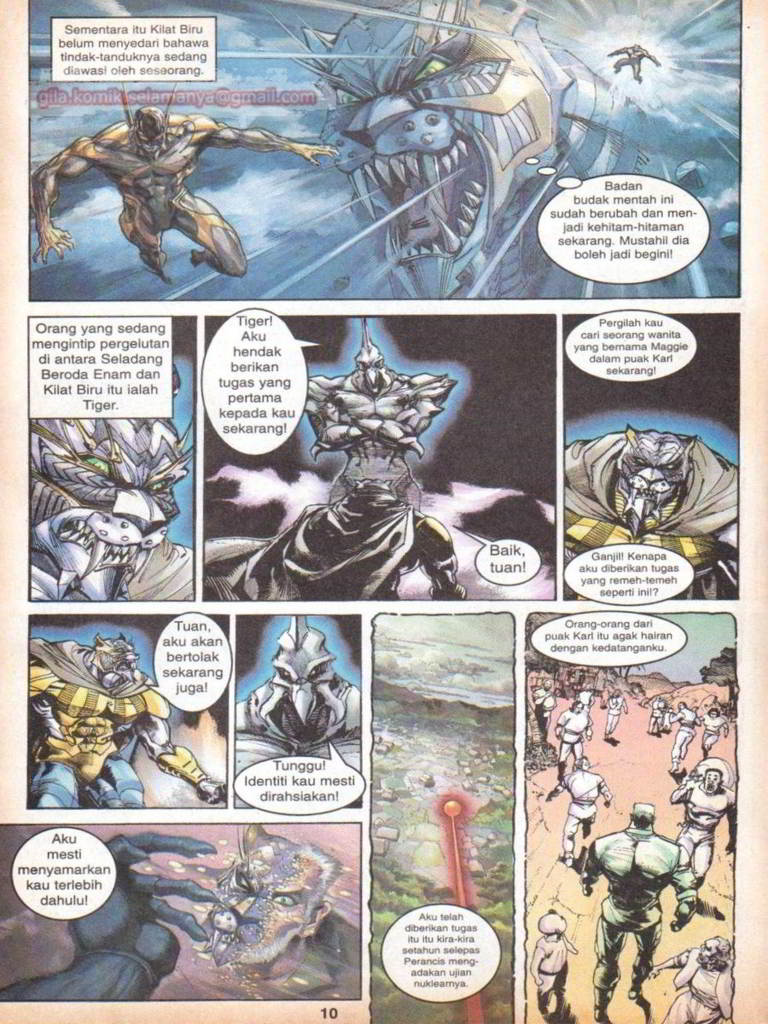 Sementara itu Kilat Biru
belum menyedari bahawa
tindak-tanduknya sedang
diawasi oleh seseorang.
gila.komik.selamanya@gmail.com
Badan
budak mentah ini
sudah berubah dan men-
jadi kehitam-hitaman
sekarang. Mustahil dia
boleh jadi begini!
Orang yang sedang
mengintip pergelutan
di antara Seladang
Beroda Enam dan
Kilat Biru itu ialah
Tiger.
Tiger!
Aku
hendak
berikan
tugas yang
pertama
kepada kau
sekarang!
Baik,
tuan!
Pergilah kau
cari seorang wanita
yang bernama Maggie
dalam puak Karl
sekarang!
Ganjil! Kenapa
aku diberikan tugas
yang remeh-temeh
seperti ini!?
Tuan,
aku akan
bertolak
sekarang
juga!
Tunggu!
Identiti kau mesti
dirahsiakan!
Aku
mesti
menyamarkan
kau terlebih
dahulu!
Aku telah
diberikan tugas
itu itu kira-kira
setahun selepas
Perancis meng-
adakan ujian
nuklearnya.
Orang-orang dari
puak Karl itu agak hairan
dengan kedatanganku.
10